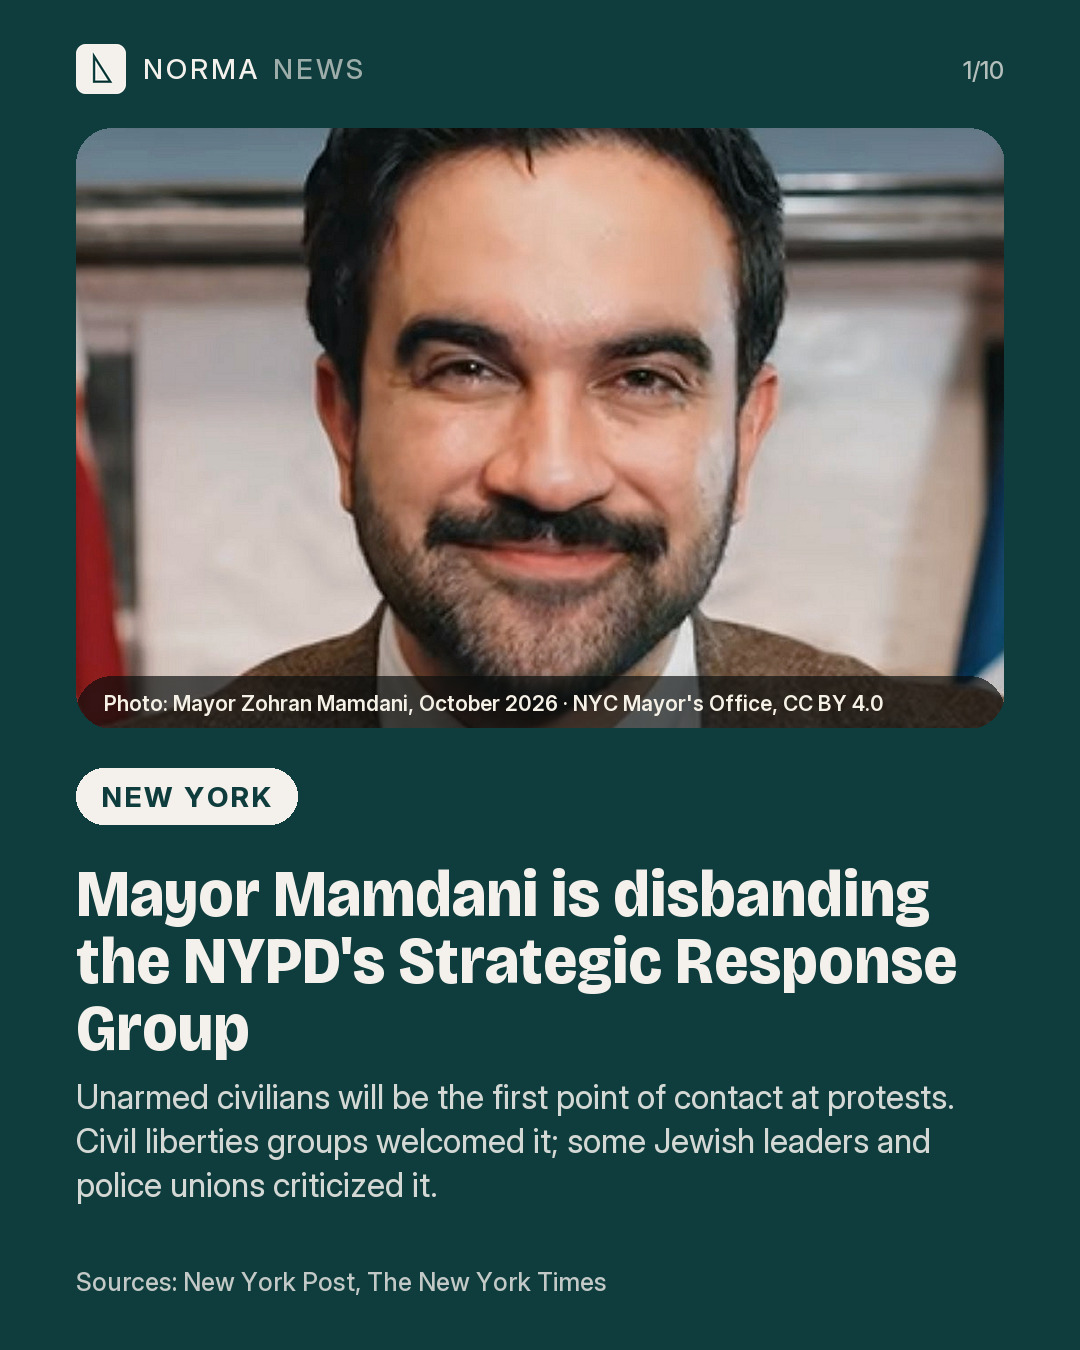 NORMA NEWS
1/10
Photo: Mayor Zohran Mamdani, October 2026 · NYC Mayor's Office, CC BY 4.0
NEW YORK
Mayor Mamdani is disbanding
the NYPD's Strategic Response
Group
Unarmed civilians will be the first point of contact at protests.
Civil liberties groups welcomed it; some Jewish leaders and
police unions criticized it.
Sources: New York Post, The New York Times